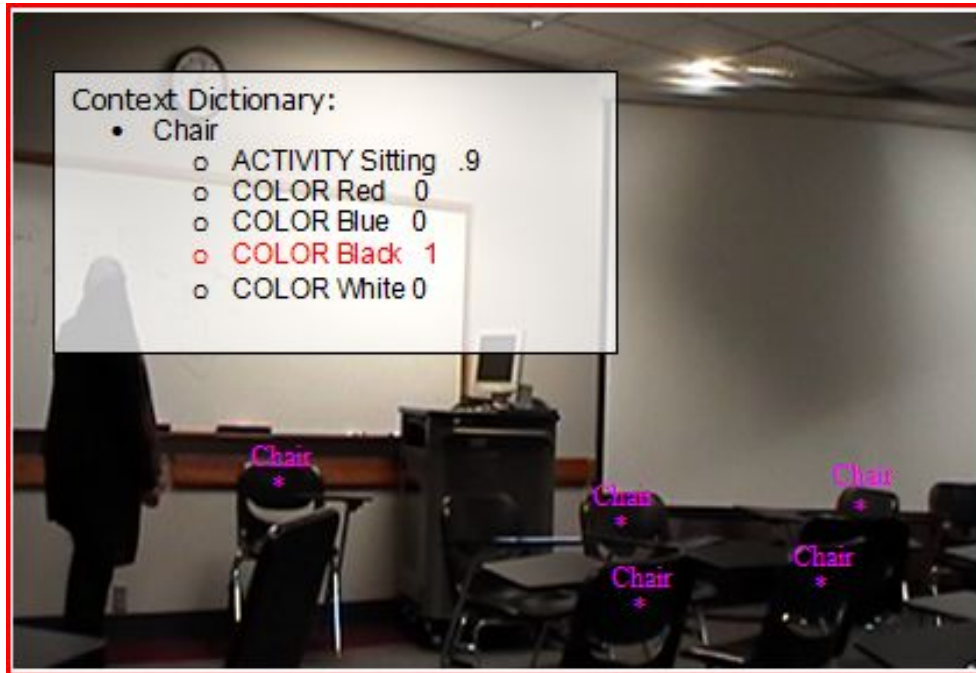 Context Dictionary:
• Chair
o ACTIVITY Sitting .9
o COLOR Red 0
o COLOR Blue 0
o COLOR Black 1
o COLOR White 0
Chair
*
Chair
*
Chair
*
Chair
*
Chair
*